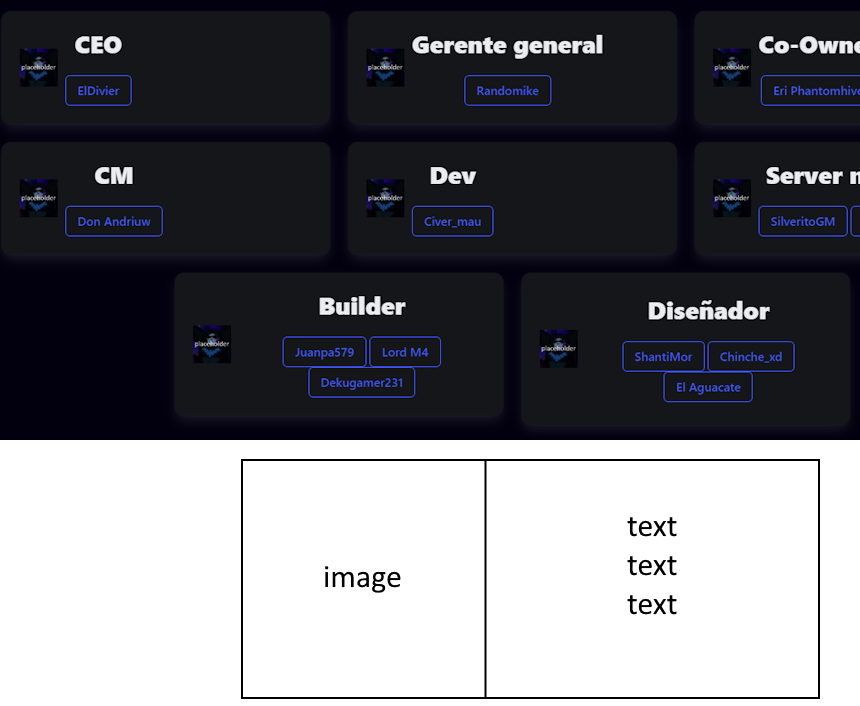 CEO
placeholder
ElDivier
Gerente general
placeholder
Randomike
Co-Owne
placeholder
Eri Phantomhive
CM
placeholder
Don Andriuw
Dev
placeholder
Civer_mau
Server
placeholder
SilveritoGM
Builder
placeholder
Juanpa579 Lord M4
Dekugamer231
Diseñador
placeholder
ShantiMor Chinche_xd
El Aguacate
image
text
text
text